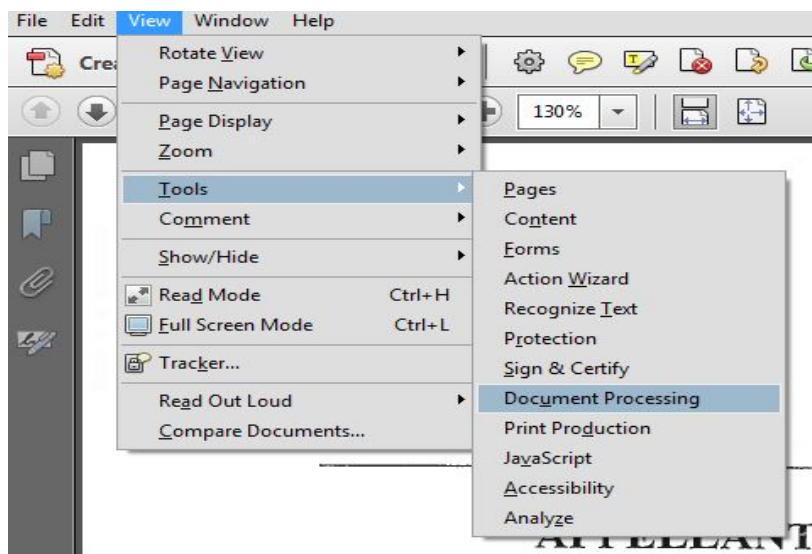 File Edit View Window Help
Crea
130%
Rotate View
Page Navigation
Page Display
Zoom
Tools
Comment
Show/Hide
Read Mode Ctrl+H
Full Screen Mode Ctrl+L
Tracker...
Read Out Loud
Compare Documents...
Pages
Content
Forms
Action Wizard
Recognize Text
Protection
Sign & Certify
Document Processing
Print Production
JavaScript
Accessibility
Analyze
APPELLANT